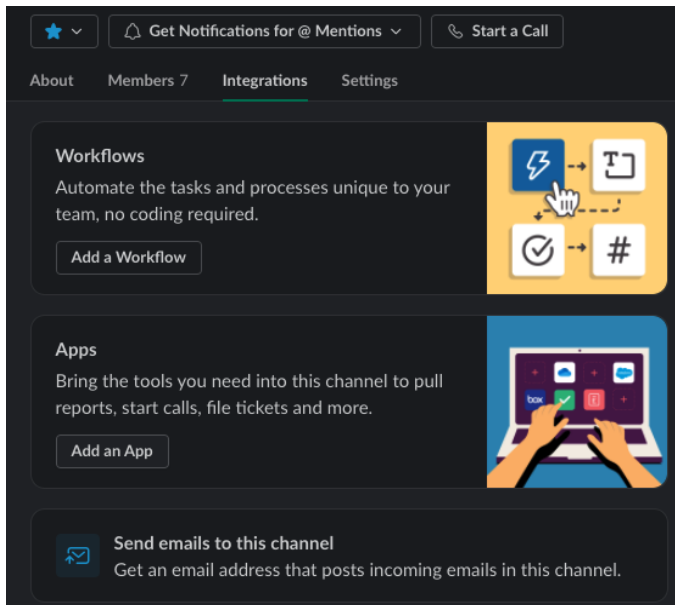 Get Notifications for @ Mentions
Start a Call
About
Members 7
Integrations
Settings
Workflows
Automate the tasks and processes unique to your
team, no coding required.
Add a Workflow
T
#
Apps
Bring the tools you need into this channel to pull
reports, start calls, file tickets and more.
Add an App
box
Send emails to this channel
Get an email address that posts incoming emails in this channel.